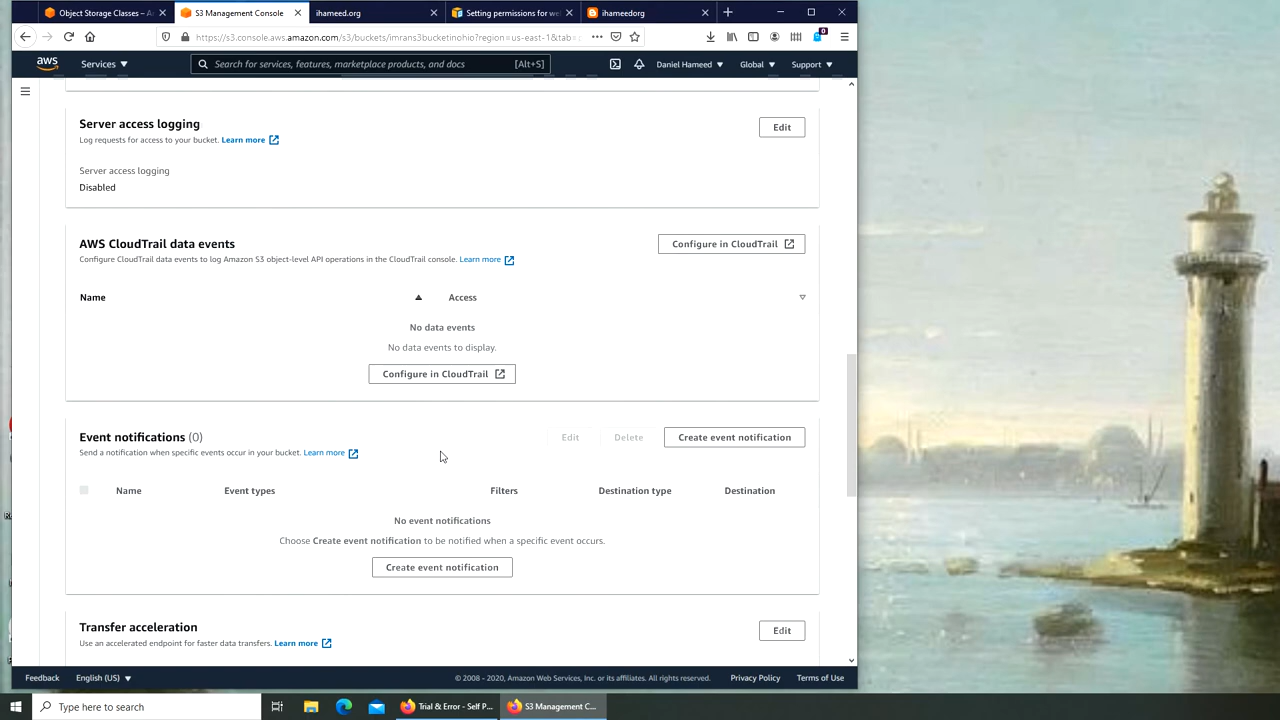 Object Storage Classes – A
S3 Management Console
ihameed.org
Setting permissions for we
ihameedorg
https://s3.console.aws.amazon.com/s3/buckets/imrans3bucketinohio?region=us-east-1&tab=
aws
Services
Search for services, features, marketplace products, and docs
[Alt+S]
Daniel Hameed
Global
Support
Server access logging
Edit
Log requests for access to your bucket. Learn more
Server access logging
Disabled
AWS CloudTrail data events
Configure in CloudTrail
Configure CloudTrail data events to log Amazon S3 object-level API operations in the CloudTrail console. Learn more
Name
Access
No data events
No data events to display.
Configure in CloudTrail
Event notifications (0)
Edit
Delete
Create event notification
Send a notification when specific events occur in your bucket. Learn more
Name
Event types
Filters
Destination type
Destination
No event notifications
Choose Create event notification to be notified when a specific event occurs.
Create event notification
Transfer acceleration
Edit
Use an accelerated endpoint for faster data transfers. Learn more
Feedback
English (US)
© 2008 - 2020, Amazon Web Services, Inc. or its affiliates. All rights reserved.
Privacy Policy
Terms of Use
Type here to search
Trial & Error - Self P...
S3 Management C...